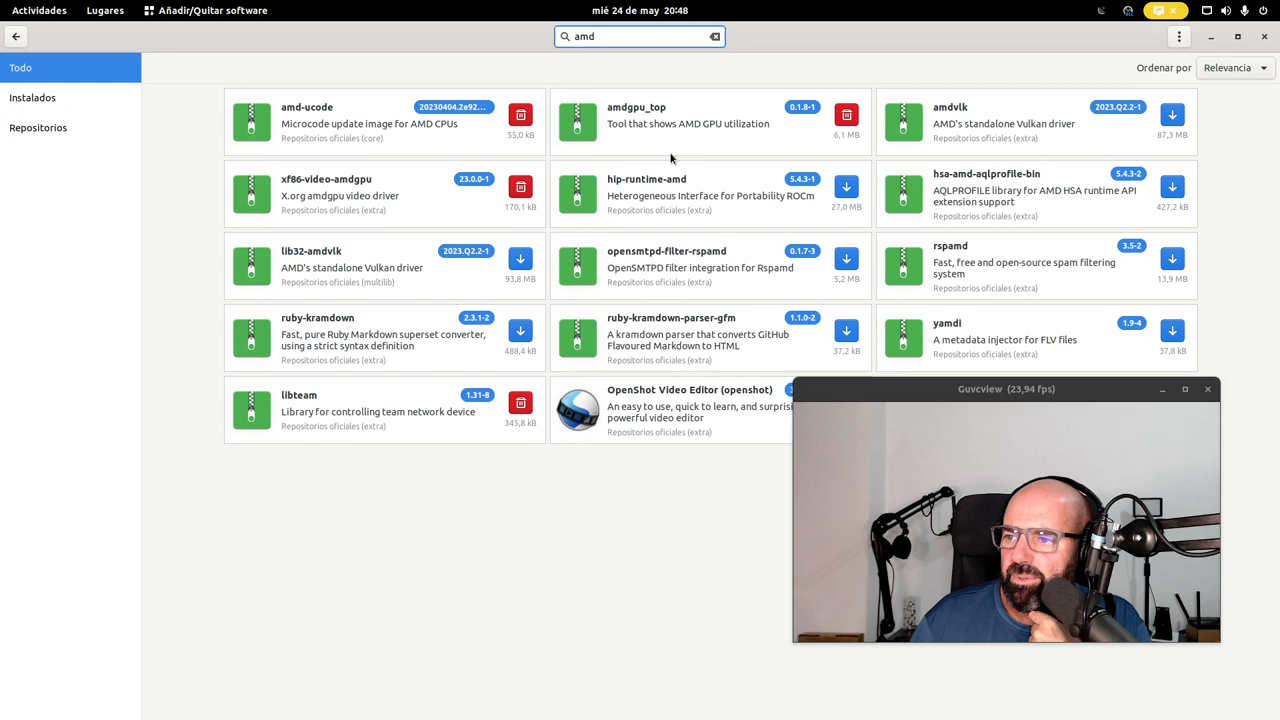 Actividades
Lugares
Añadir/Quitar software
mié 24 de may 20:48
amd
Todo
Instalados
Repositorios
Ordenar por
Relevancia
amd-ucode
20230404.2e92...
Microcode update image for AMD CPUs
Repositorios oficiales (core)
55,0 kB
amdgpu_top
0.1.8-1
Tool that shows AMD GPU utilization
6,1 MB
amdvlk
2023.Q2.2-1
AMD's standalone Vulkan driver
Repositorios oficiales (extra)
87,3 MB
xf86-video-amdgpu
23.0.0-1
X.org amdgpu video driver
Repositorios oficiales (extra)
170,1 kB
hip-runtime-amd
5.4.3-1
Heterogeneous Interface for Portability ROCm
Repositorios oficiales (extra)
27,0 MB
hsa-amd-aqlprofile-bin
5.4.3-2
AQLPROFILE library for AMD HSA runtime API
extension support
Repositorios oficiales (extra)
427,2 kB
lib32-amdvlk
2023.Q2.2-1
AMD's standalone Vulkan driver
Repositorios oficiales (multilib)
93,8 MB
opensmtpd-filter-rspamd
0.1.7-3
OpenSMTPD filter integration for Rspamd
Repositorios oficiales (extra)
5,2 MB
rspamd
3.5-2
Fast, free and open-source spam filtering
system
Repositorios oficiales (extra)
13,9 MB
ruby-kramdown
2.3.1-2
Fast, pure Ruby Markdown superset converter,
using a strict syntax definition
Repositorios oficiales (extra)
488,4 kB
ruby-kramdown-parser-gfm
1.1.0-2
A kramdown parser that converts GitHub
Flavoured Markdown to HTML
Repositorios oficiales (extra)
37,2 kB
yamdi
1.9-4
A metadata injector for FLV files
Repositorios oficiales (extra)
37,8 kB
libteam
1.31-8
Library for controlling team network device
Repositorios oficiales (extra)
345,8 kB
OpenShot Video Editor (openshot)
An easy to use, quick to learn, and surprisi
powerful video editor
Repositorios oficiales (extra)
Guvcview (23,94 fps)